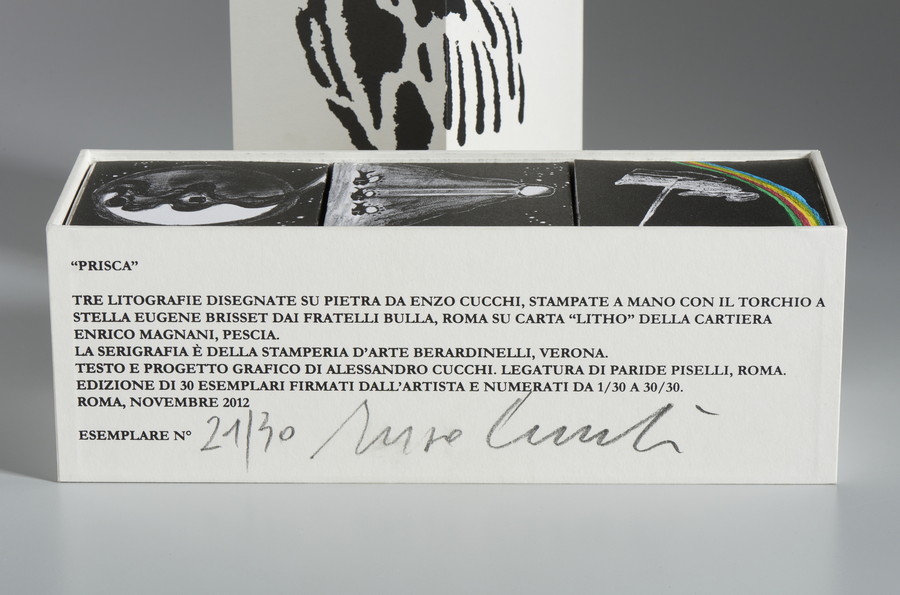 “PRISCA”
TRE LITOGRAFIE DISEGNATE SU PIETRA DA ENZO CUCCHI, STAMPATE A MANO CON IL TORCHIO A
STELLA EUGENE BRISSET DAI FRATELLI BULLA, ROMA SU CARTA “LITHO” DELLA CARTIERA
ENRICO MAGNANI, PESCIA.
LA SERIGRAFIA È DELLA STAMPERIA D’ARTE BERARDINELLI, VERONA.
TESTO E PROGETTO GRAFICO DI ALESSANDRO CUCCHI. LEGATURA DI PARIDE PISELLI, ROMA.
EDIZIONE DI 30 ESEMPLARI FIRMATI DALL’ARTISTA E NUMERATI DA 1/30 A 30/30.
ROMA, NOVEMBRE 2012
ESEMPLARE N° 21/30 Enzo Cucchi